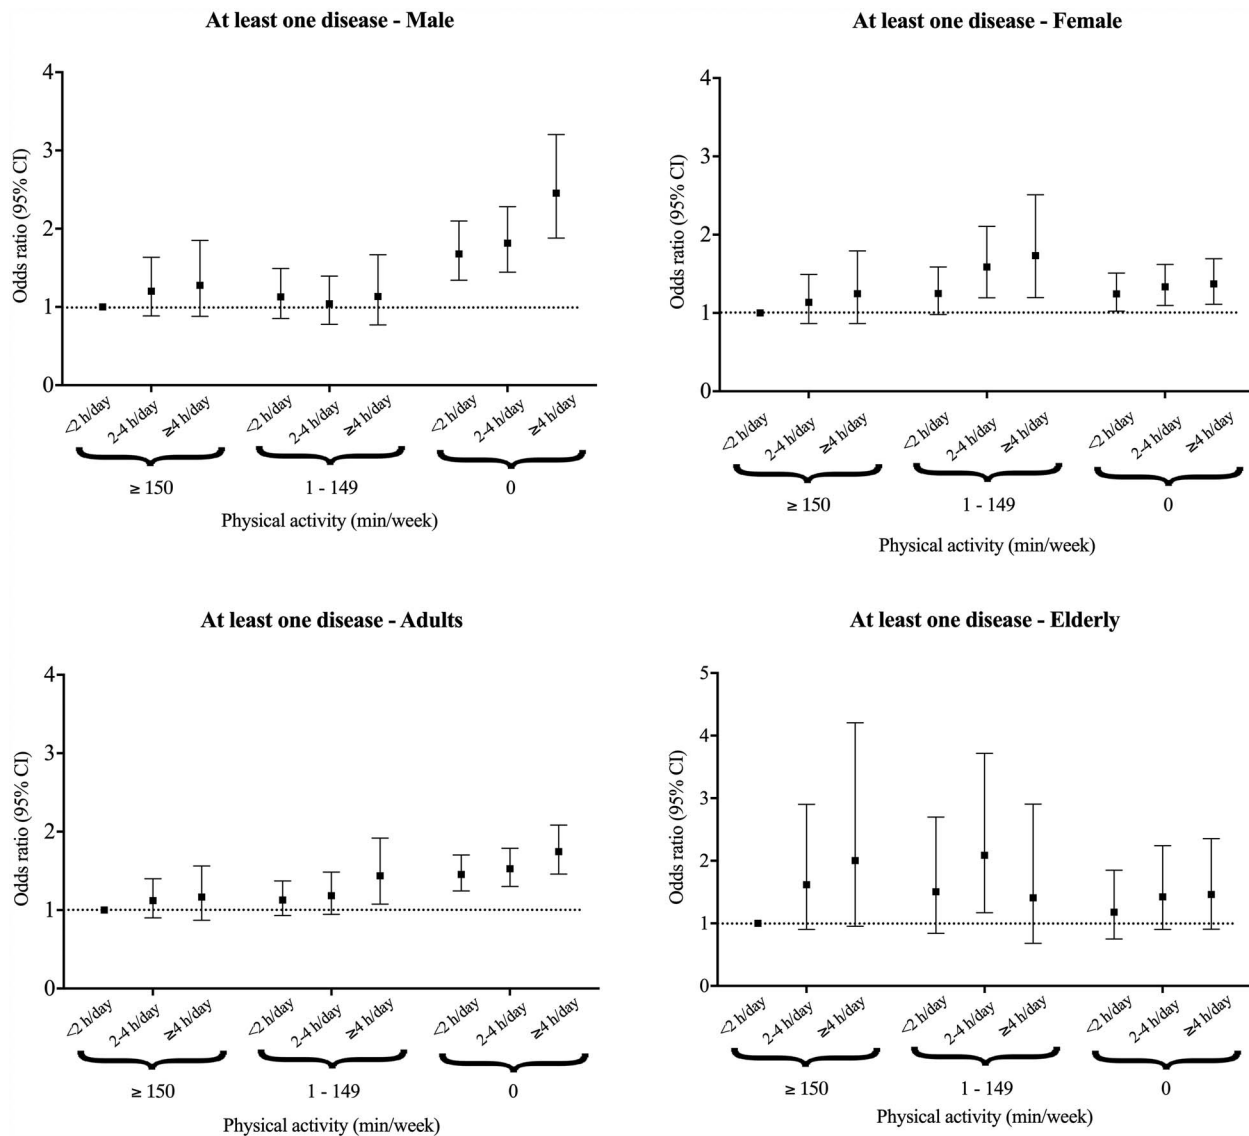 At least one disease - Male
Odds ratio (95% CI)
4
3
2
1
0
<2 h/day
2-4 h/day
≥4 h/day
<2 h/day
2-4 h/day
≥4 h/day
<2 h/day
2-4 h/day
≥4 h/day
≥ 150
1 - 149
0
Physical activity (min/week)
At least one disease - Female
Odds ratio (95% CI)
4
3
2
1
0
<2 h/day
2-4 h/day
≥4 h/day
<2 h/day
2-4 h/day
≥4 h/day
<2 h/day
2-4 h/day
≥4 h/day
≥ 150
1 - 149
0
Physical activity (min/week)
At least one disease - Adults
Odds ratio (95% CI)
4
3
2
1
0
<2 h/day
2-4 h/day
≥4 h/day
<2 h/day
2-4 h/day
≥4 h/day
<2 h/day
2-4 h/day
≥4 h/day
≥ 150
1 - 149
0
Physical activity (min/week)
At least one disease - Elderly
Odds ratio (95% CI)
5
4
3
2
1
0
<2 h/day
2-4 h/day
≥4 h/day
<2 h/day
2-4 h/day
≥4 h/day
<2 h/day
2-4 h/day
≥4 h/day
≥ 150
1 - 149
0
Physical activity (min/week)